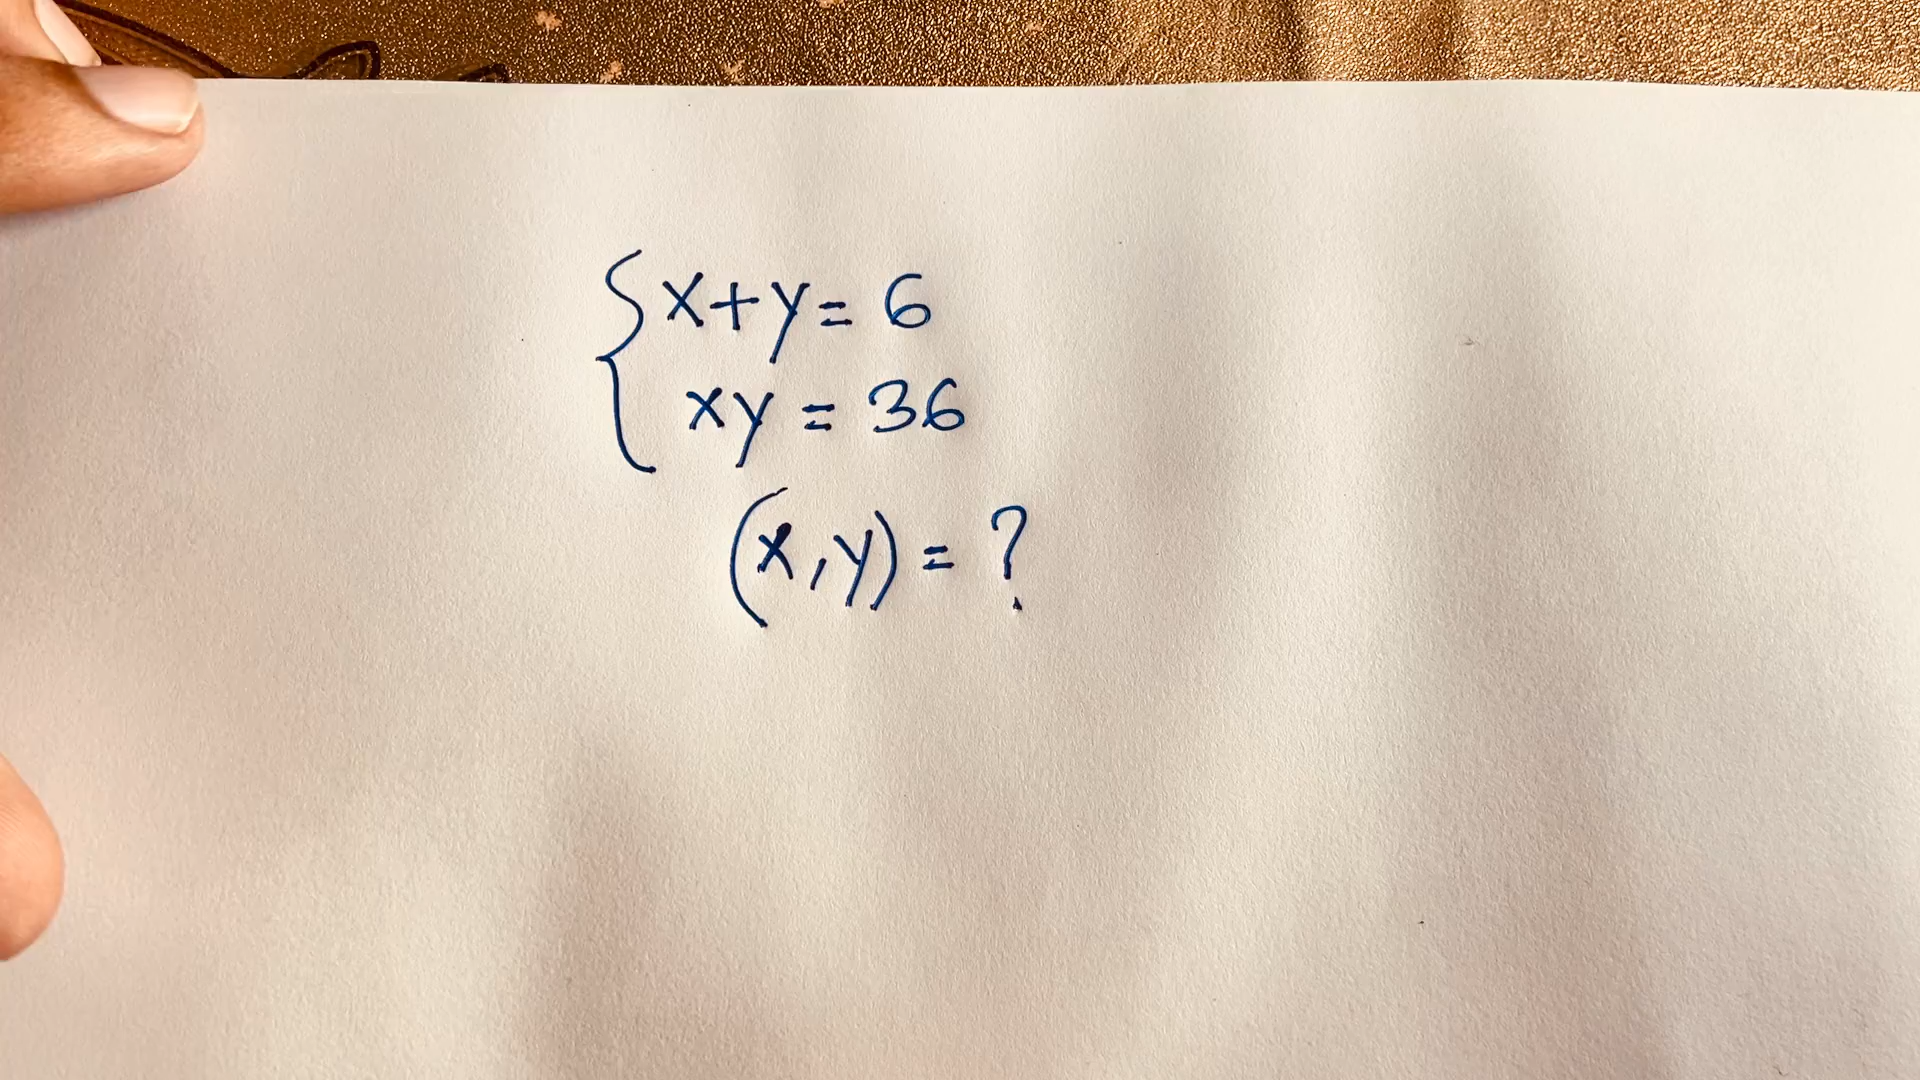 x+y= 6
xy = 36
(x,y) = ?